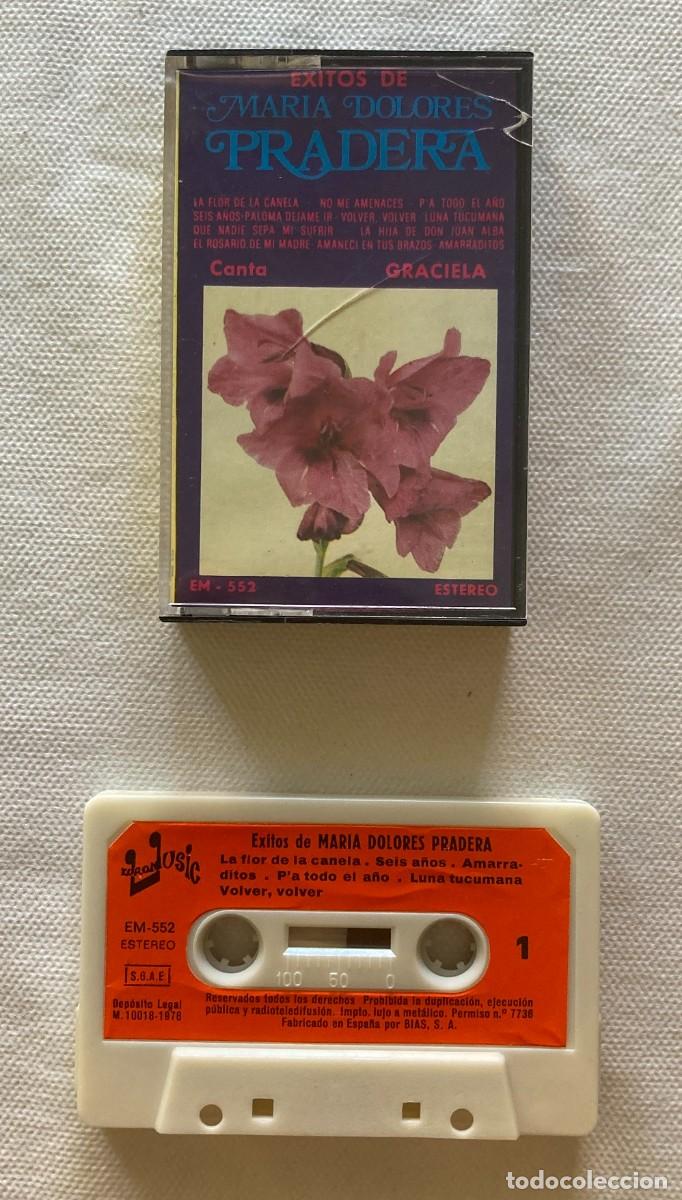 EXITOS DE
MARIA DOLORES
PRADERA
LA FLOR DE LA CANELA - NO ME AMENACES - P'A TODO EL AÑO
SEIS AÑOS-PALOMA DEJAME IR - VOLVER, VOLVER - LUNA TUCUMANA
QUE NADIE SEPA MI SUFRIR - LA HIJA DE DON JUAN ALBA
EL ROSARIO DE MI MADRE- AMANECI EN TUS BRAZOS- AMARRADITOS
Canta GRACIELA
EM - 552 ESTEREO
Music
Exitos de MARIA DOLORES PRADERA
La flor de la canela . Seis años . Amarra-
ditos . P'a todo el año . Luna tucumana
Volver, volver
EM-552
ESTEREO
1
S.G.A.E.
100 50 0
Depósito Legal
M. 10018-1976
Reservados todos los derechos Prohibida la duplicación, ejecución
pública y radioteledifusión. Impto. lujo a metálico. Permiso n.º 7736
Fabricado en España por BIAS, S. A.
todocoleccion